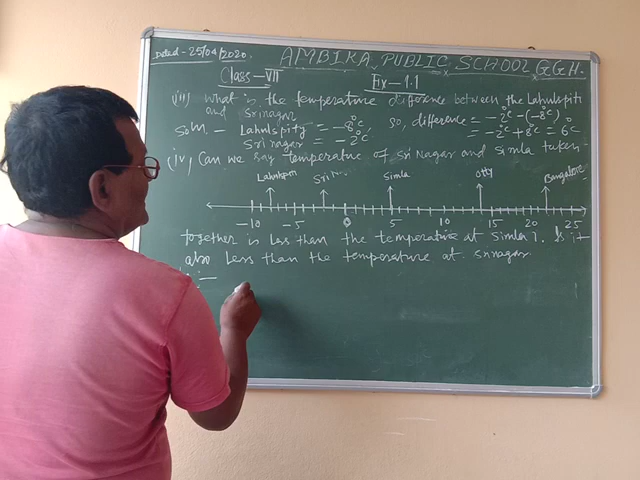 Dated - 25/04/2020. AMBIKA PUBLIC SCHOOL G.G.H.
Class - VII Ex - 1.1
(iii) What is the temperature difference between the Lahulspiti
and Srinagar
Soln. - Lahulspity = -8°C, so, difference = -2°C - (-8°C)
Srinagar = -2°C = -2°C + 8°C = 6°C
(iv) Can we say temperature of Srinagar and Simla taken
Lahulspiti Simla Otty Bangalore
-10 -5 0 5 10 15 20 25
together is less than the temperature at Simla?. Is it
also less than the temperature at Srinagar